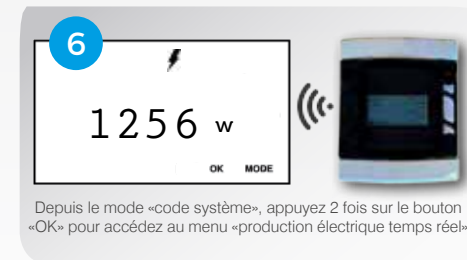 6
1256 w
OK MODE
Depuis le mode «code système», appuyez 2 fois sur le bouton
«OK» pour accédez au menu «production électrique temps réel»